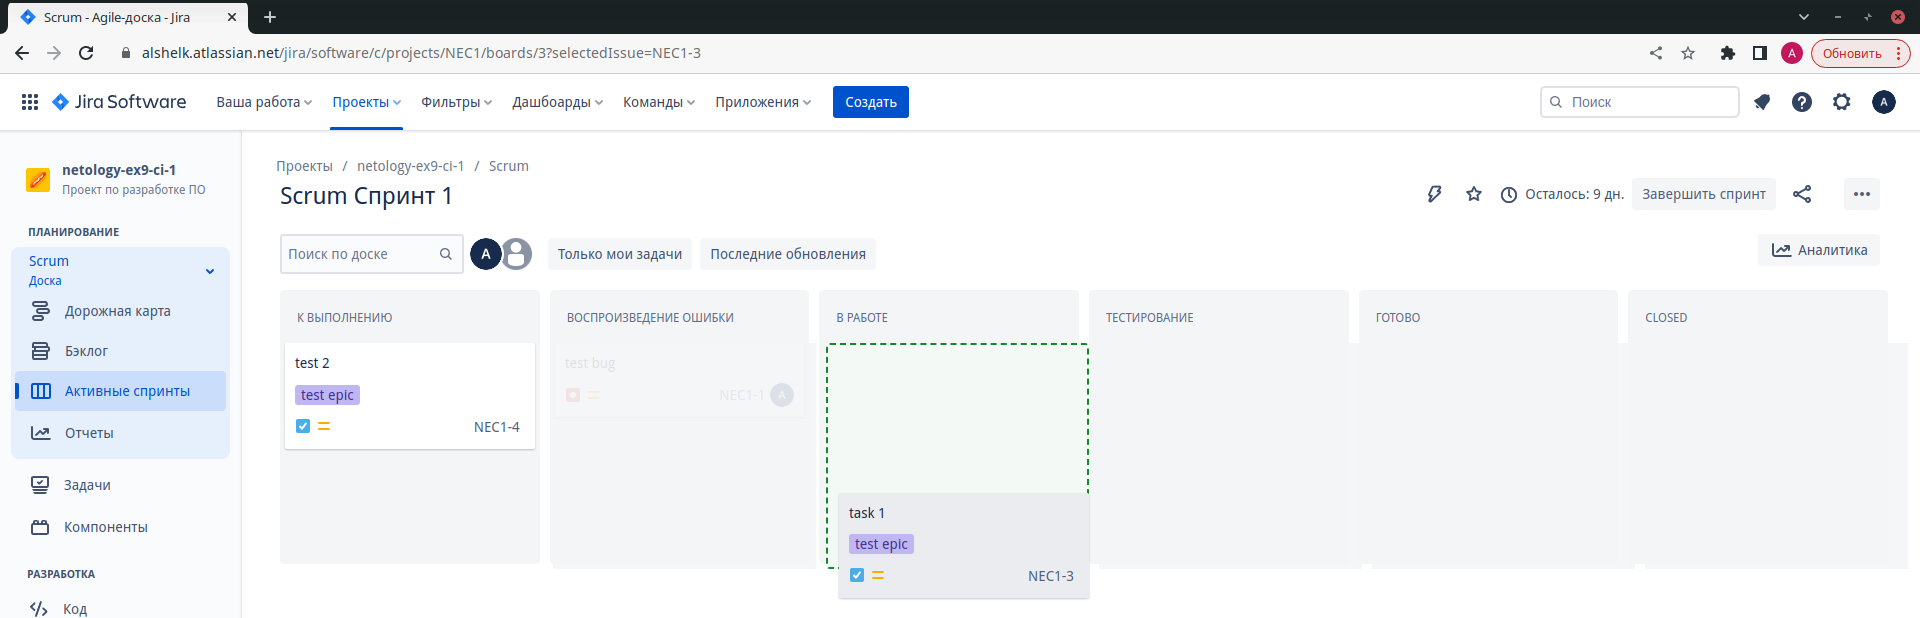 Scrum - Agile-доска - Jira
alshelk.atlassian.net/jira/software/c/projects/NEC1/boards/3?selectedIssue=NEC1-3
A
Обновить
Jira Software
Ваша работа
Проекты
Фильтры
Дашборды
Команды
Приложения
Создать
Поиск
A
netology-ex9-ci-1
Проект по разработке ПО
ПЛАНИРОВАНИЕ
Scrum
Доска
Дорожная карта
Бэклог
Активные спринты
Отчеты
Задачи
Компоненты
РАЗРАБОТКА
Код
Проекты / netology-ex9-ci-1 / Scrum
Scrum Спринт 1
Осталось: 9 дн.
Завершить спринт
Поиск по доске
A
Только мои задачи
Последние обновления
Аналитика
К ВЫПОЛНЕНИЮ
test 2
test epic
NEC1-4
ВОСПРОИЗВЕДЕНИЕ ОШИБКИ
test bug
NEC1-1
A
В РАБОТЕ
task 1
test epic
NEC1-3
ТЕСТИРОВАНИЕ
ГОТОВО
CLOSED